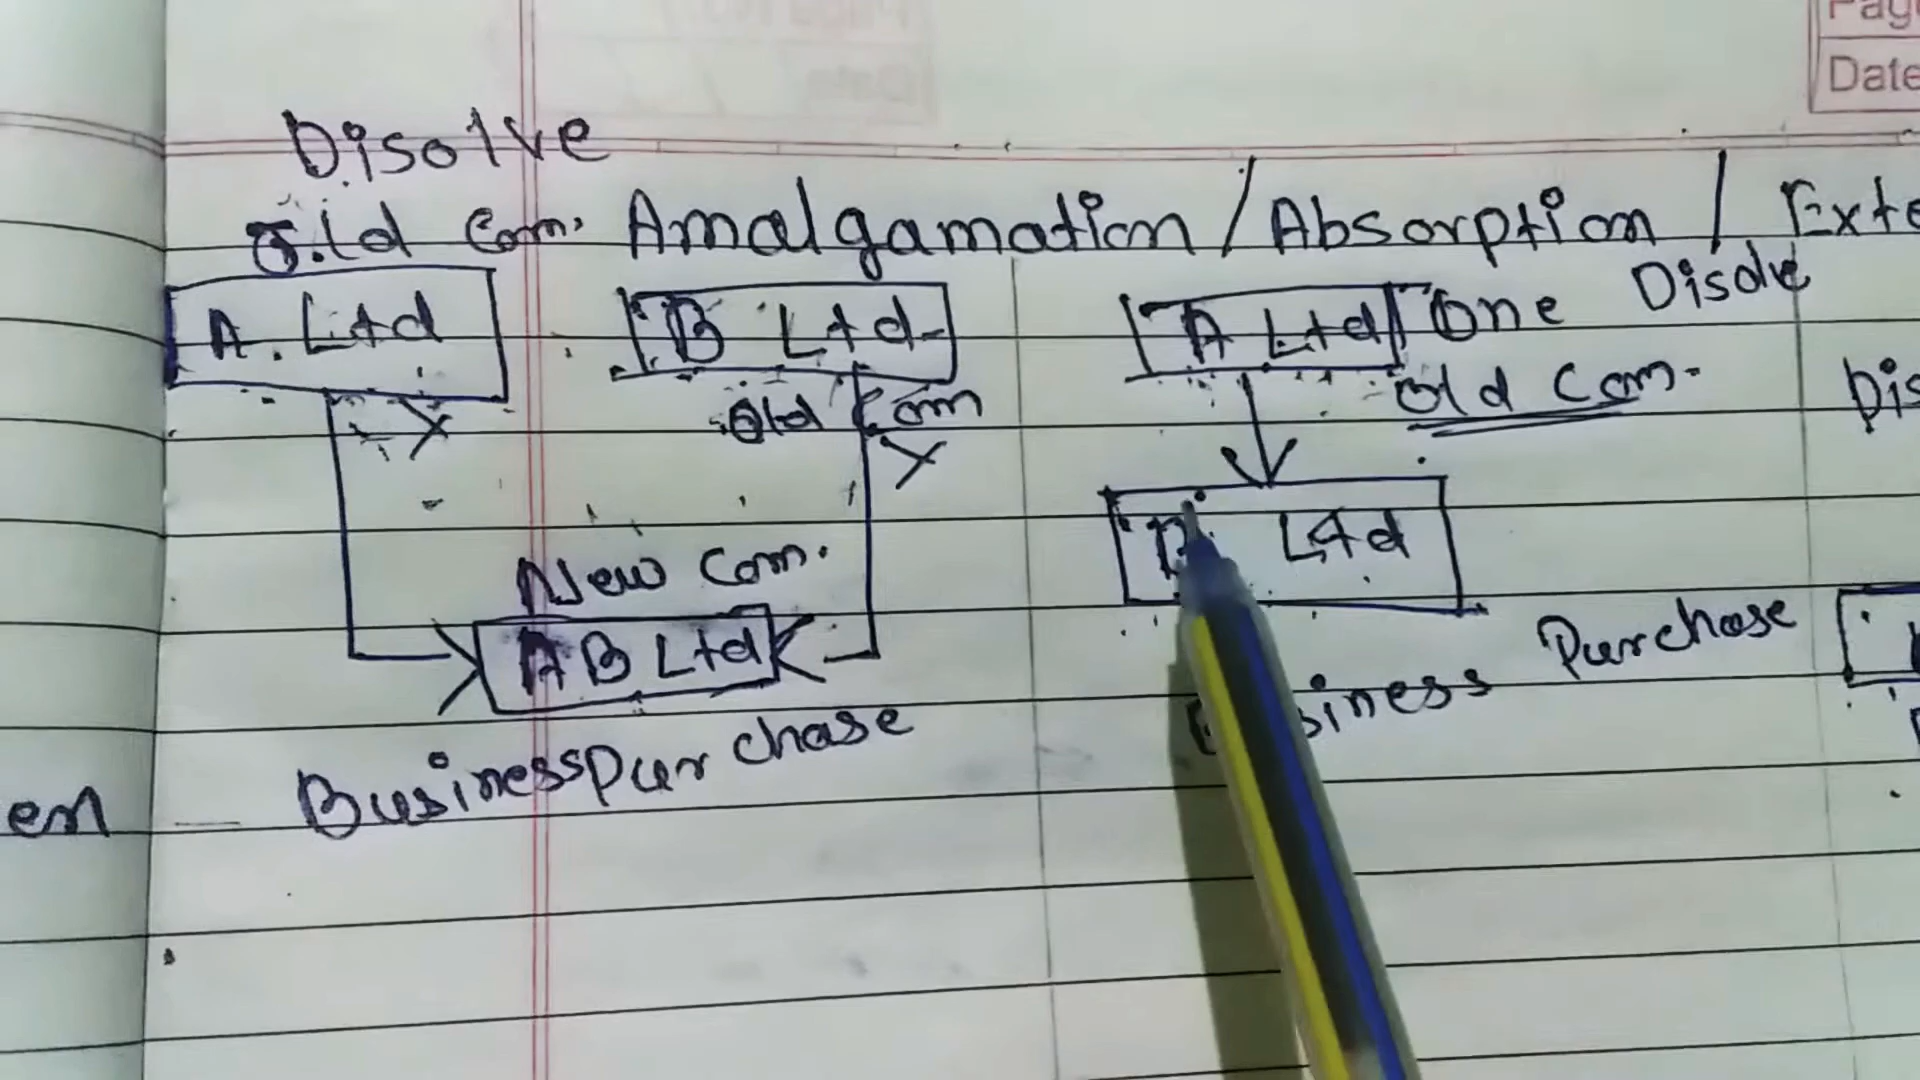 Page
Date
Disolve
old Com. Amalgamation / Absorption / Exte
A. Ltd B Ltd A Ltd One Disolve
old Com old Com.
Dis
X X
Ltd
New Com.
AB Ltd
Business Purchase
BusinessPurchase
en